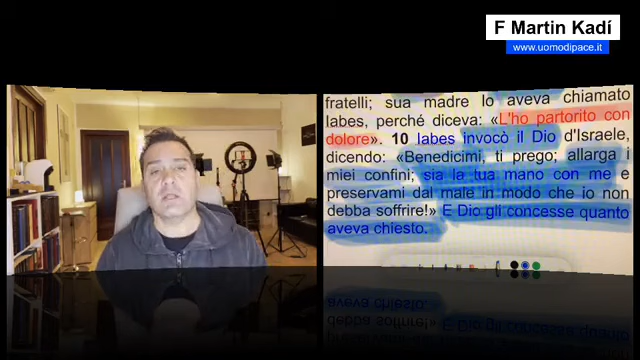 F Martin Kadí
www.uomodipace.it
fratelli; sua madre lo aveva chiamato
Iabes, perché diceva: «L'ho partorito con
dolore». 10 Iabes invocò il Dio d'Israele,
dicendo: «Benedicimi, ti prego; allarga i
miei confini; sia la tua mano con me e
preservami dal male in modo che io non
debba soffrire!» E Dio gli concesse quanto
aveva chiesto.